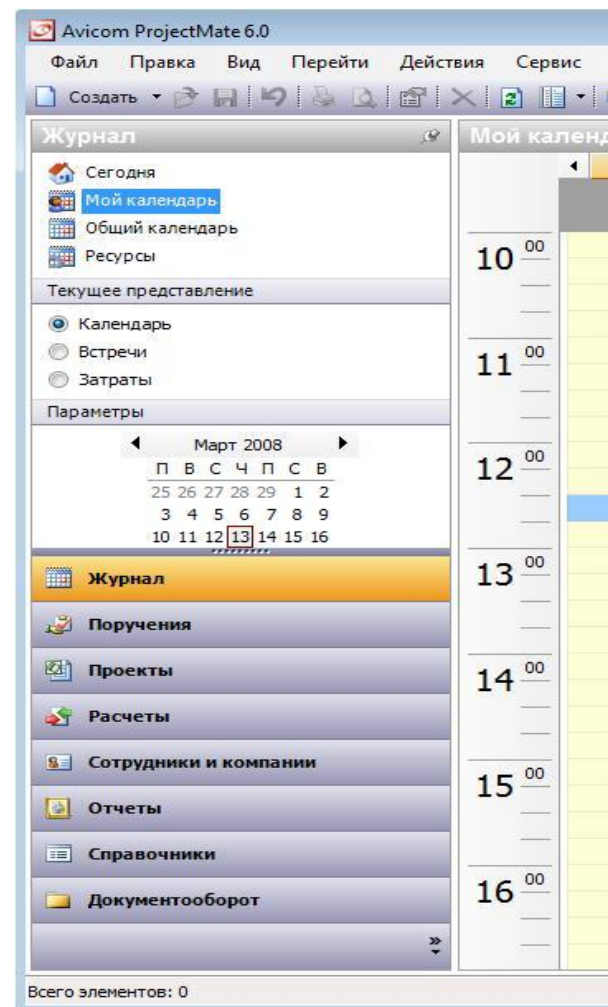 Avicom ProjectMate 6.0
Файл Правка Вид Перейти Действия Сервис
Создать
Журнал
Мой календ
Сегодня
Мой календарь
Общий календарь
Ресурсы
Текущее представление
Календарь
Встречи
Затраты
Параметры
Март 2008
П В С Ч П С В
25 26 27 28 29 1 2
3 4 5 6 7 8 9
10 11 12 13 14 15 16
Журнал
Поручения
Проекты
Расчеты
Сотрудники и компании
Отчеты
Справочники
Документооборот
10 00
11 00
12 00
13 00
14 00
15 00
16 00
Всего элементов: 0